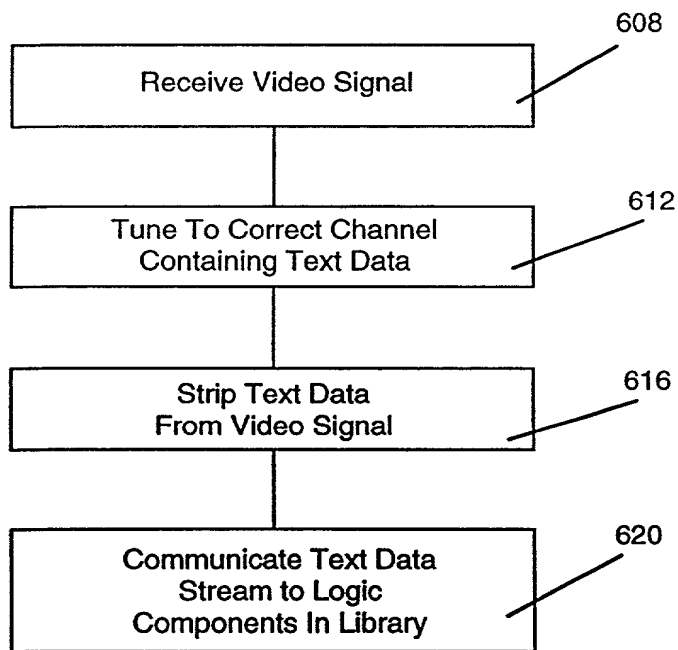 608
Receive Video Signal
612
Tune To Correct Channel
Containing Text Data
616
Strip Text Data
From Video Signal
620
Communicate Text Data
Stream to Logic
Components In Library